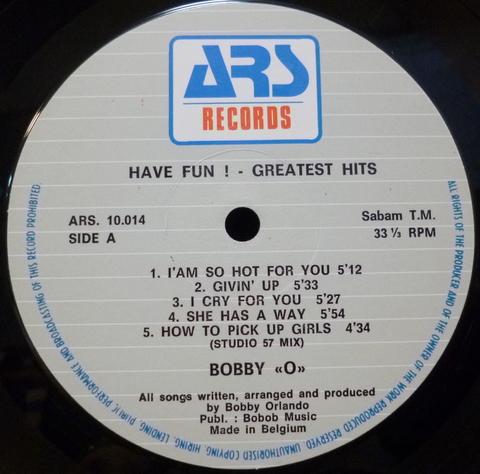 ARS
RECORDS
HAVE FUN ! - GREATEST HITS
ARS. 10.014
SIDE A
Sabam T.M.
33 ⅓ RPM
1. I'AM SO HOT FOR YOU 5'12
2. GIVIN' UP 5'33
3. I CRY FOR YOU 5'27
4. SHE HAS A WAY 5'54
5. HOW TO PICK UP GIRLS 4'34
(STUDIO 57 MIX)
BOBBY «O»
All songs written, arranged and produced
by Bobby Orlando
Publ. : Bobob Music
Made in Belgium
ALL RIGHTS OF THE PRODUCER AND OF THE OWNER OF THE WORK REPRODUCED RESERVED. UNAUTHORISED COPYING, HIRING, LENDING, PUBLIC PERFORMANCE AND BROADCASTING OF THIS RECORD PROHIBITED